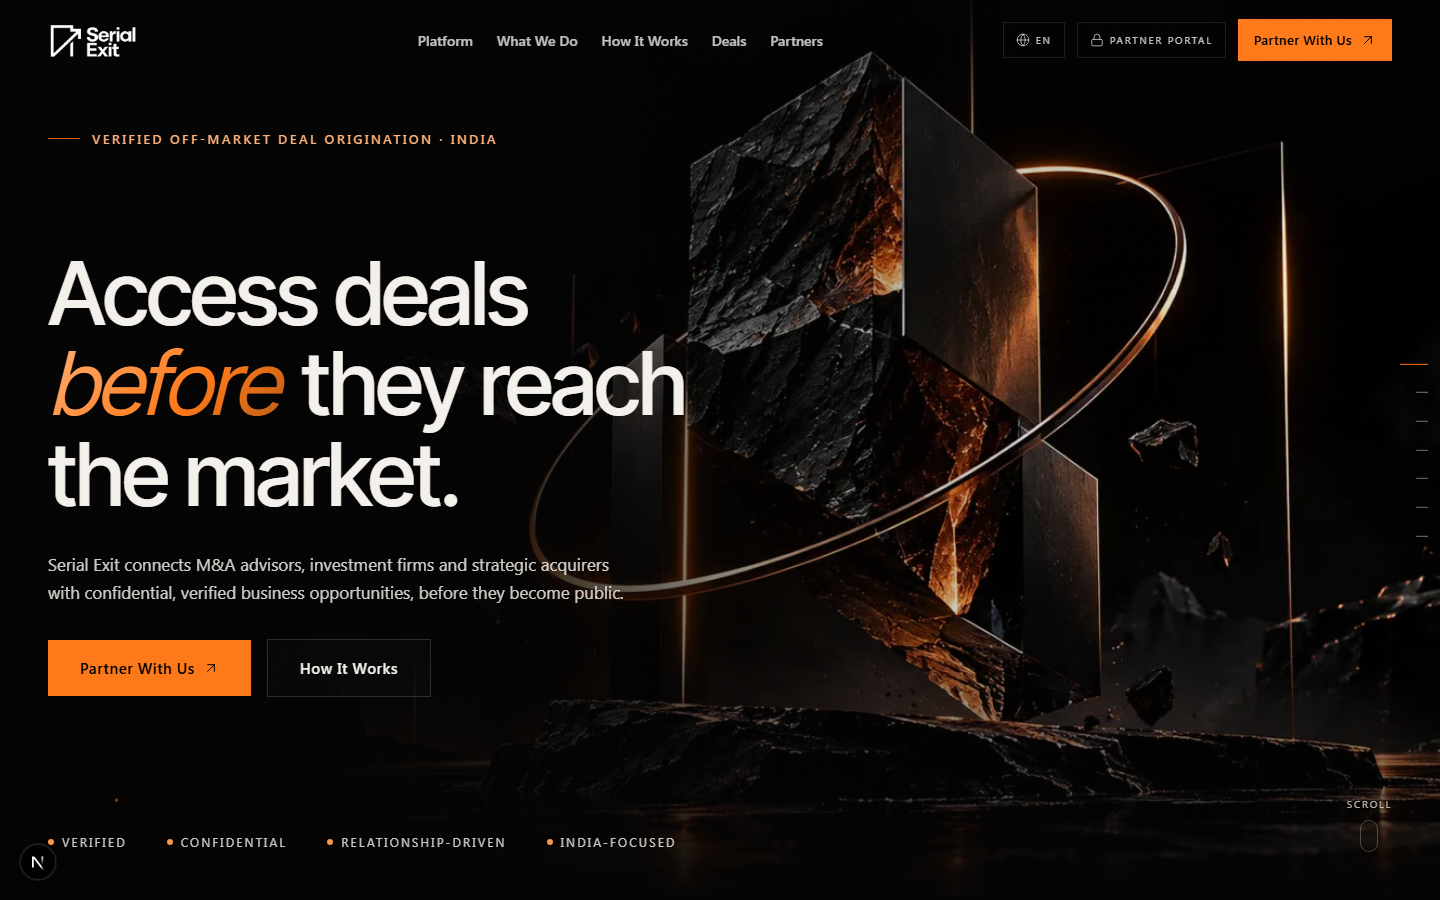 Serial
Exit
Platform
What We Do
How It Works
Deals
Partners
EN
PARTNER PORTAL
Partner With Us
VERIFIED OFF-MARKET DEAL ORIGINATION · INDIA
Access deals
before they reach
the market.
Serial Exit connects M&A advisors, investment firms and strategic acquirers
with confidential, verified business opportunities, before they become public.
Partner With Us
How It Works
SCROLL
VERIFIED
CONFIDENTIAL
RELATIONSHIP-DRIVEN
INDIA-FOCUSED
N